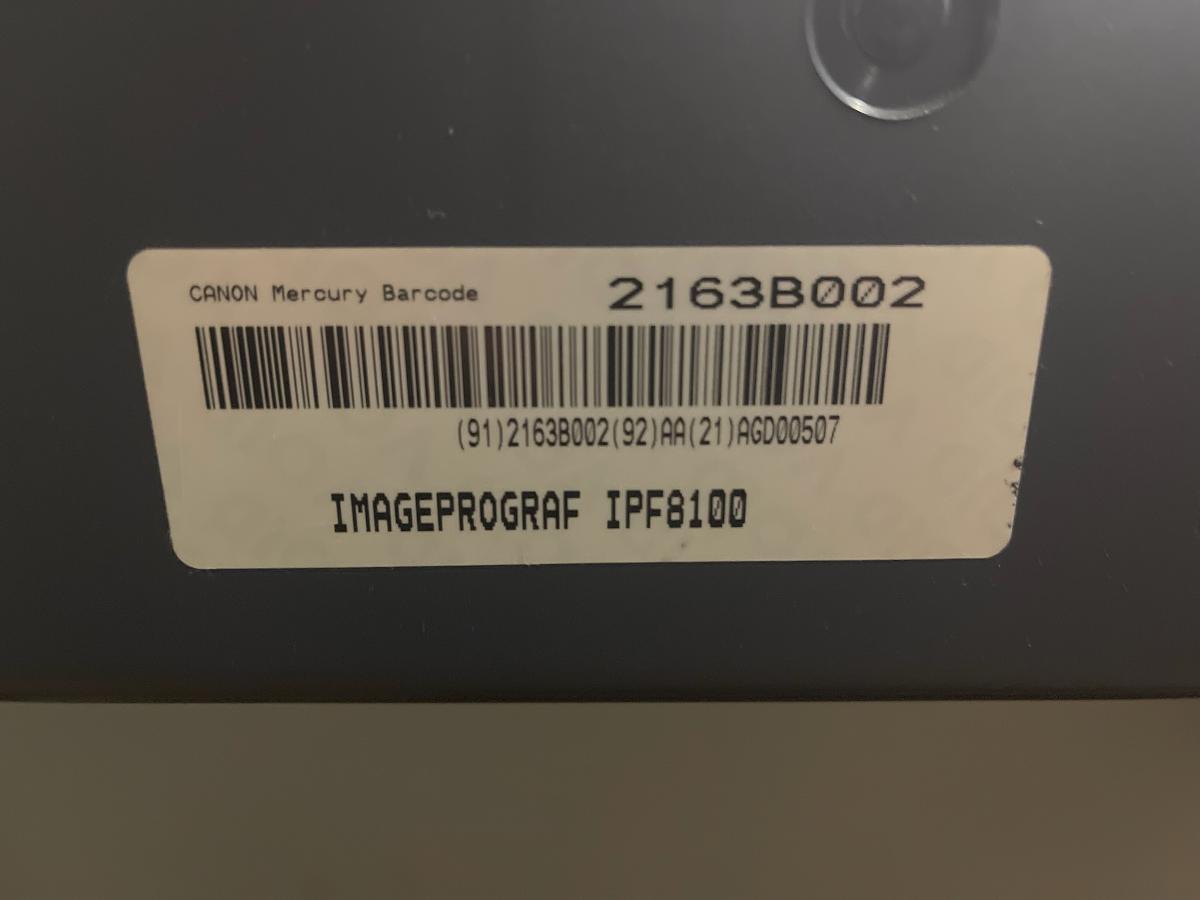 CANON Mercury Barcode 2163B002
(91)2163B002(92)AA(21)AGD00507
IMAGEPROGRAF IPF8100